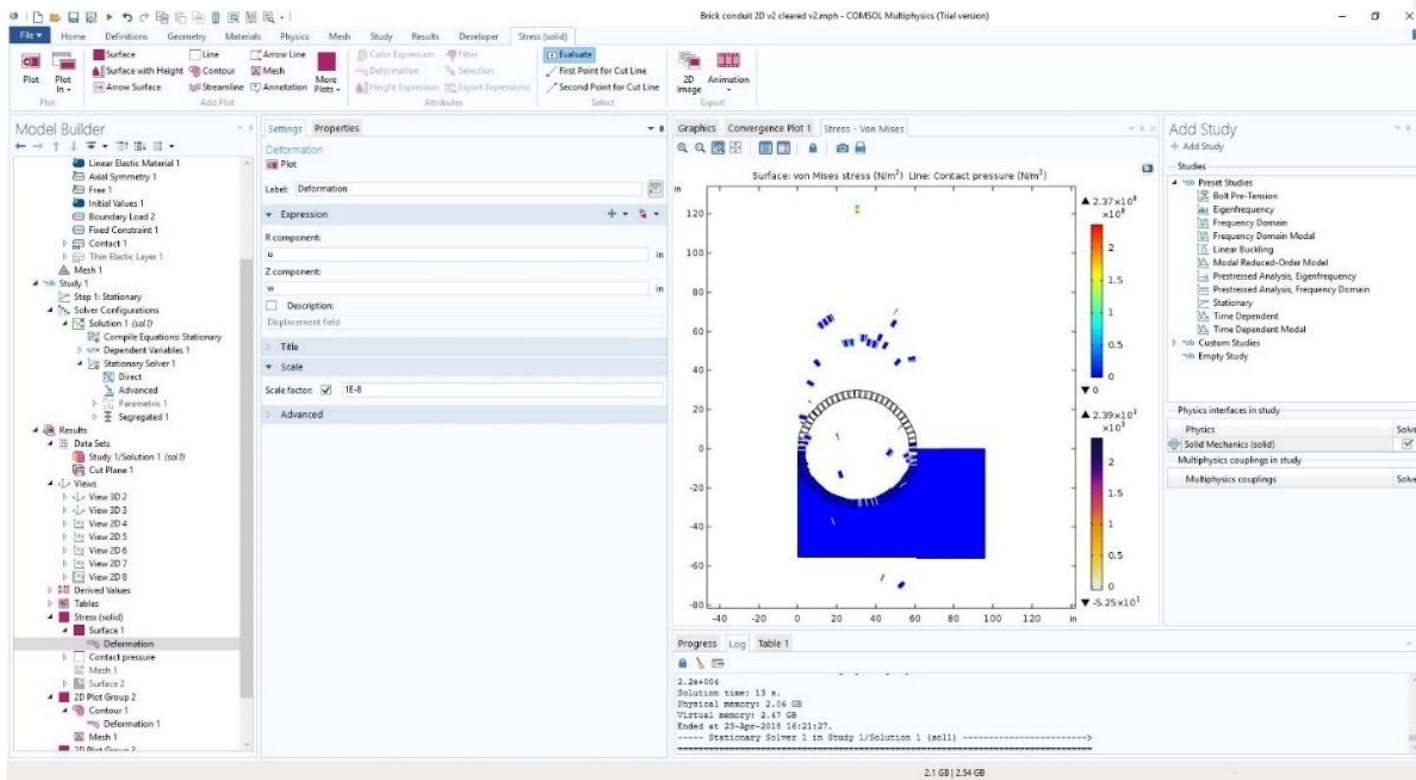 Brick conduit 2D v2 cleared v2.mph - COMSOL Multiphysics (Trial version)
File Home Definitions Geometry Materials Physics Mesh Study Results Developer Stress (solid)
Plot
Plot In
Plot
Surface
Surface with Height
Arrow Surface
Line
Contour
Streamline
Arrow Line
Mesh
Annotation
More Plots
Add Plot
Color Expression
Deformation
Height Expression
Filter
Selection
Export Expressions
Attributes
Evaluate
First Point for Cut Line
Second Point for Cut Line
Select
2D Image
Animation
Export
Model Builder
Linear Elastic Material 1
Axial Symmetry 1
Free 1
Initial Values 1
Boundary Load 2
Fixed Constraint 1
Contact 1
Thin Elastic Layer 1
Mesh 1
Study 1
Step 1: Stationary
Solver Configurations
Solution 1 (sol1)
Compile Equations: Stationary
Dependent Variables 1
Stationary Solver 1
Direct
Advanced
Parametric 1
Segregated 1
Results
Data Sets
Study 1/Solution 1 (sol1)
Cut Plane 1
Views
View 3D 2
View 3D 3
View 2D 4
View 2D 5
View 2D 6
View 2D 7
View 2D 8
Derived Values
Tables
Stress (solid)
Surface 1
Deformation
Contact pressure
Mesh 1
Surface 2
2D Plot Group 2
Contour 1
Deformation 1
Settings Properties
Deformation
Plot
Label: Deformation
Expression
R component:
u in
Z component:
w in
Description:
Displacement field
Title
Scale
Scale factor: 1E-8
Advanced
Graphics Convergence Plot 1 Stress - Von Mises
Surface: von Mises stress (N/m²) Line: Contact pressure (N/m²)
in
120
100
80
60
40
20
0
-20
-40
-60
-80
-40 -20 0 20 40 60 80 100 120 in
▲ 2.37×10⁸
×10⁸
2
1.5
1
0.5
0
▼ 0
▲ 2.39×10³
×10³
2
1.5
1
0.5
0
▼ -5.25×10¹
Progress Log Table 1
2.2e+004
Solution time: 13 s.
Physical memory: 2.06 GB
Virtual memory: 2.47 GB
Ended at 23-Apr-2018 16:21:27.
----- Stationary Solver 1 in Study 1/Solution 1 (sol1) --------------------->
Add Study
+ Add Study
Studies
Preset Studies
Bolt Pre-Tension
Eigenfrequency
Frequency Domain
Frequency Domain Modal
Linear Buckling
Modal Reduced-Order Model
Prestressed Analysis, Eigenfrequency
Prestressed Analysis, Frequency Domain
Stationary
Time Dependent
Time Dependent Modal
Custom Studies
Empty Study
Physics interfaces in study
Physics Solve
Solid Mechanics (solid)
Multiphysics couplings in study
Multiphysics couplings Solve
2.1 GB | 2.54 GB